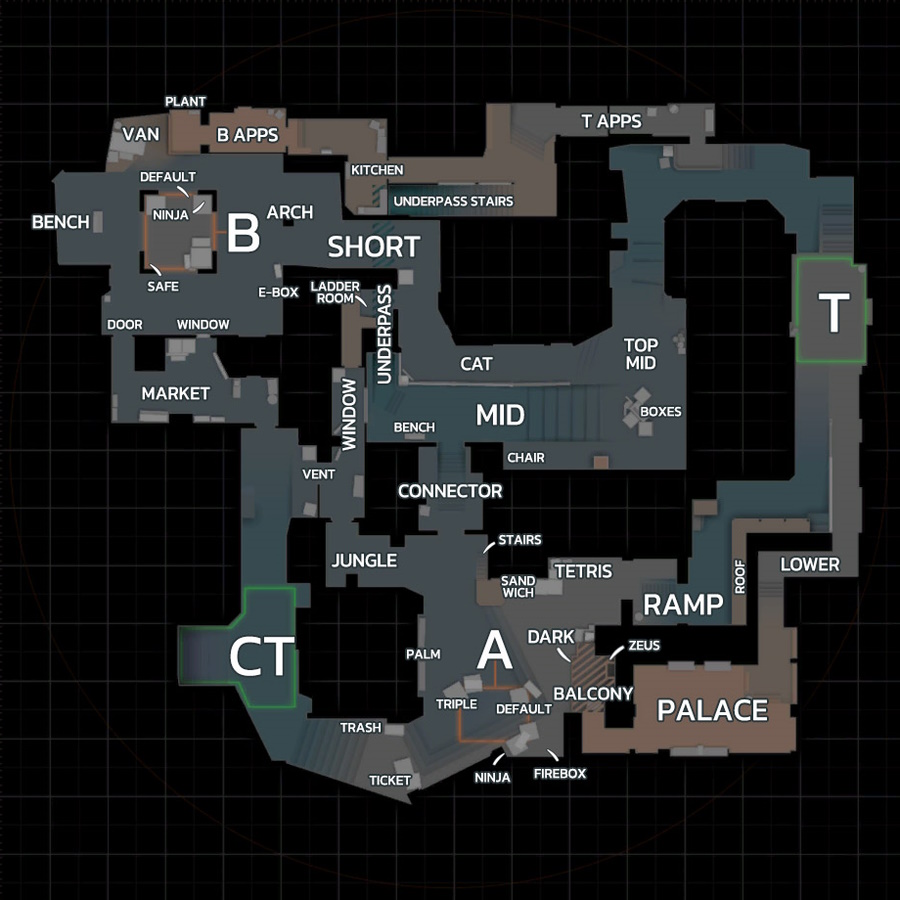 PLANT
VAN
B APPS
T APPS
KITCHEN
DEFAULT
UNDERPASS STAIRS
NINJA
ARCH
BENCH
B
SHORT
SAFE
E-BOX
LADDER
ROOM
UNDERPASS
T
DOOR
WINDOW
TOP
MID
CAT
MARKET
WINDOW
MID
BOXES
BENCH
CHAIR
VENT
CONNECTOR
STAIRS
JUNGLE
TETRIS
LOWER
SAND
WICH
ROOF
RAMP
DARK
ZEUS
CT
PALM
A
BALCONY
TRIPLE
DEFAULT
PALACE
TRASH
TICKET
NINJA
FIREBOX